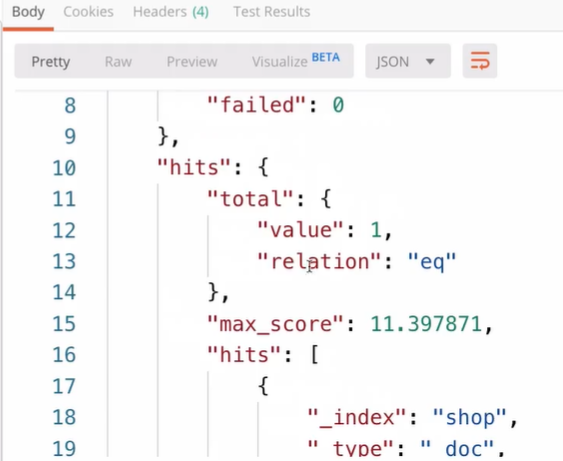 Body Cookies Headers (4) Test Results
Pretty Raw Preview Visualize BETA JSON
8 "failed": 0
9 },
10 "hits": {
11 "total": {
12 "value": 1,
13 "relation": "eq"
14 },
15 "max_score": 11.397871,
16 "hits": [
17 {
18 "_index": "shop",
19 "_type": "_doc",